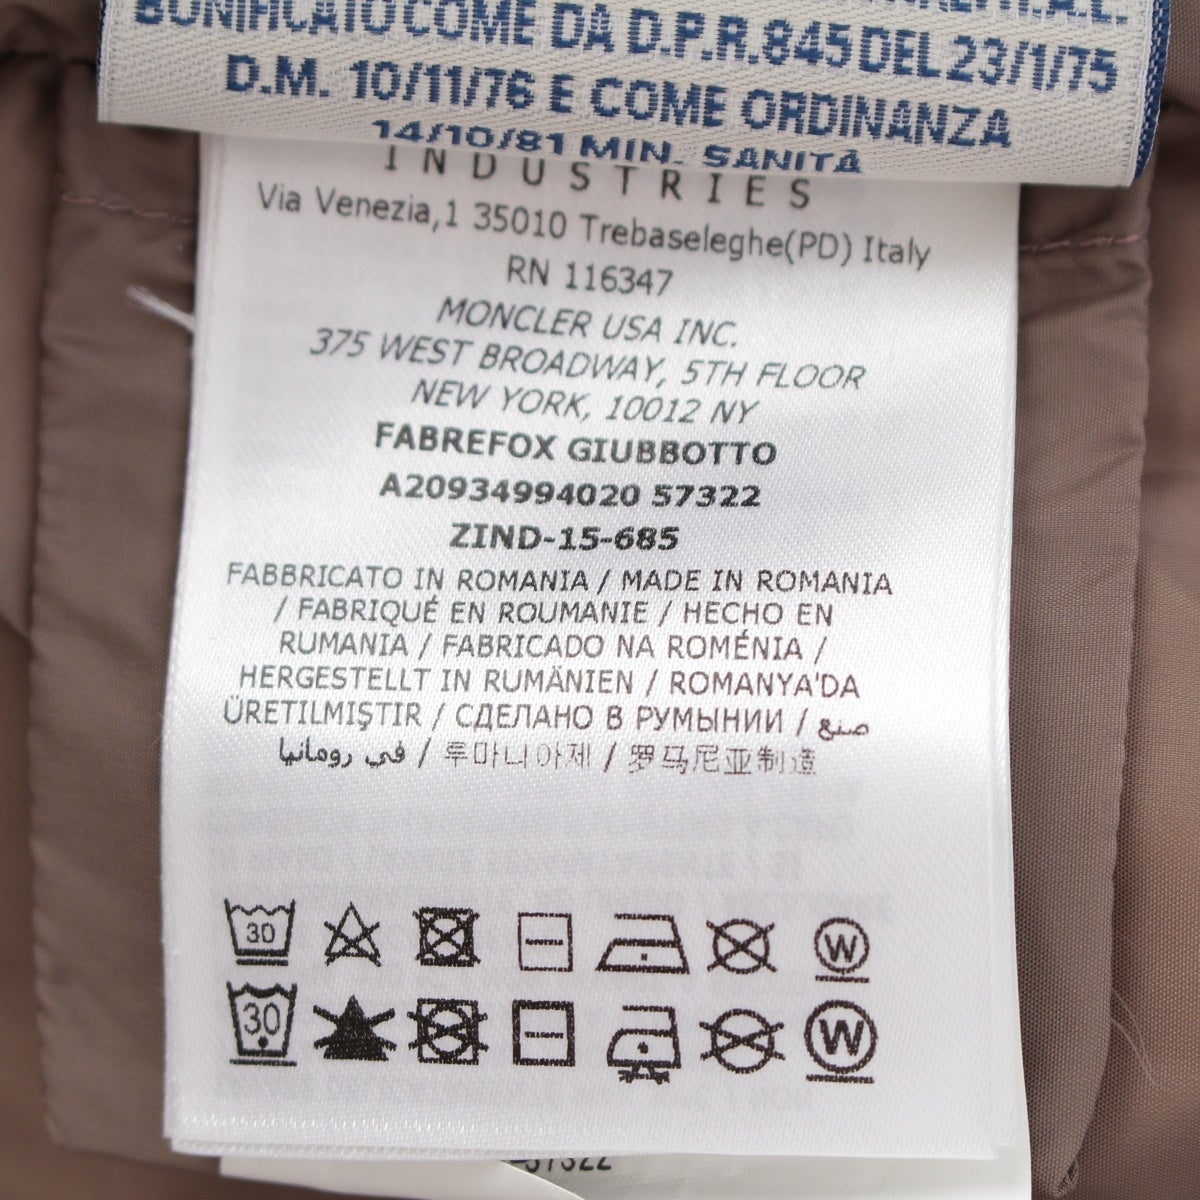 BONIFICATO COME DA D.P.R.845 DEL 23/1/75
D.M. 10/11/76 E COME ORDINANZA
14/10/81 MIN. SANITÀ
INDUSTRIES
Via Venezia,1 35010 Trebaseleghe(PD) Italy
RN 116347
MONCLER USA INC.
375 WEST BROADWAY, 5TH FLOOR
NEW YORK, 10012 NY
FABREFOX GIUBBOTTO
A20934994020 57322
ZIND-15-685
FABBRICATO IN ROMANIA / MADE IN ROMANIA
/ FABRIQUÉ EN ROUMANIE / HECHO EN
RUMANIA / FABRICADO NA ROMÉNIA /
HERGESTELLT IN RUMÄNIEN / ROMANYA'DA
ÜRETILMIŞTIR / СДЕЛАНО В РУМЫНИИ / صنع
في رومانيا / 루마니아제 / 罗马尼亚制造
30 W
30 W
-57322